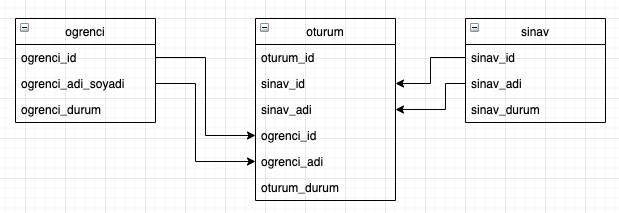 ogrenci
ogrenci_id
ogrenci_adi_soyadi
ogrenci_durum
oturum
oturum_id
sinav_id
sinav_adi
ogrenci_id
ogrenci_adi
oturum_durum
sinav
sinav_id
sinav_adi
sinav_durum